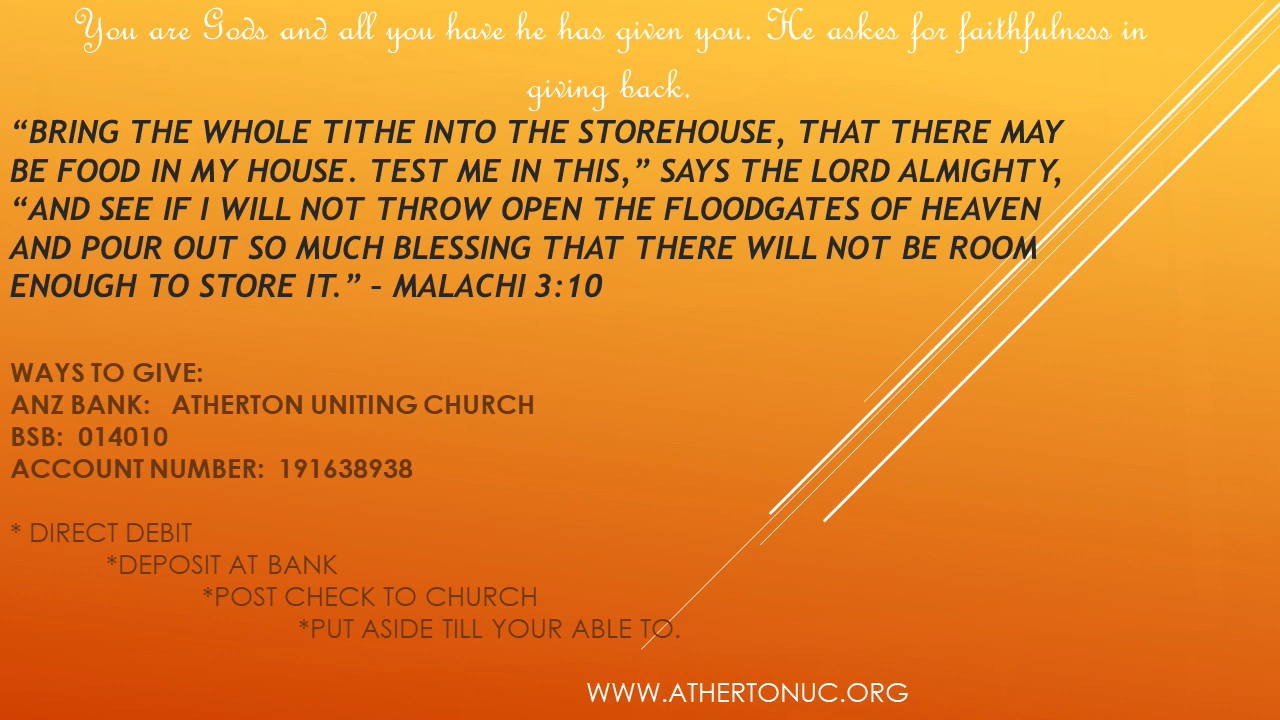 You are Gods and all you have he has given you. He askes for faithfulness in
giving back.
“BRING THE WHOLE TITHE INTO THE STOREHOUSE, THAT THERE MAY
BE FOOD IN MY HOUSE. TEST ME IN THIS,” SAYS THE LORD ALMIGHTY,
“AND SEE IF I WILL NOT THROW OPEN THE FLOODGATES OF HEAVEN
AND POUR OUT SO MUCH BLESSING THAT THERE WILL NOT BE ROOM
ENOUGH TO STORE IT.” – MALACHI 3:10
WAYS TO GIVE:
ANZ BANK: ATHERTON UNITING CHURCH
BSB: 014010
ACCOUNT NUMBER: 191638938
* DIRECT DEBIT
*DEPOSIT AT BANK
*POST CHECK TO CHURCH
*PUT ASIDE TILL YOUR ABLE TO.
WWW.ATHERTONUC.ORG